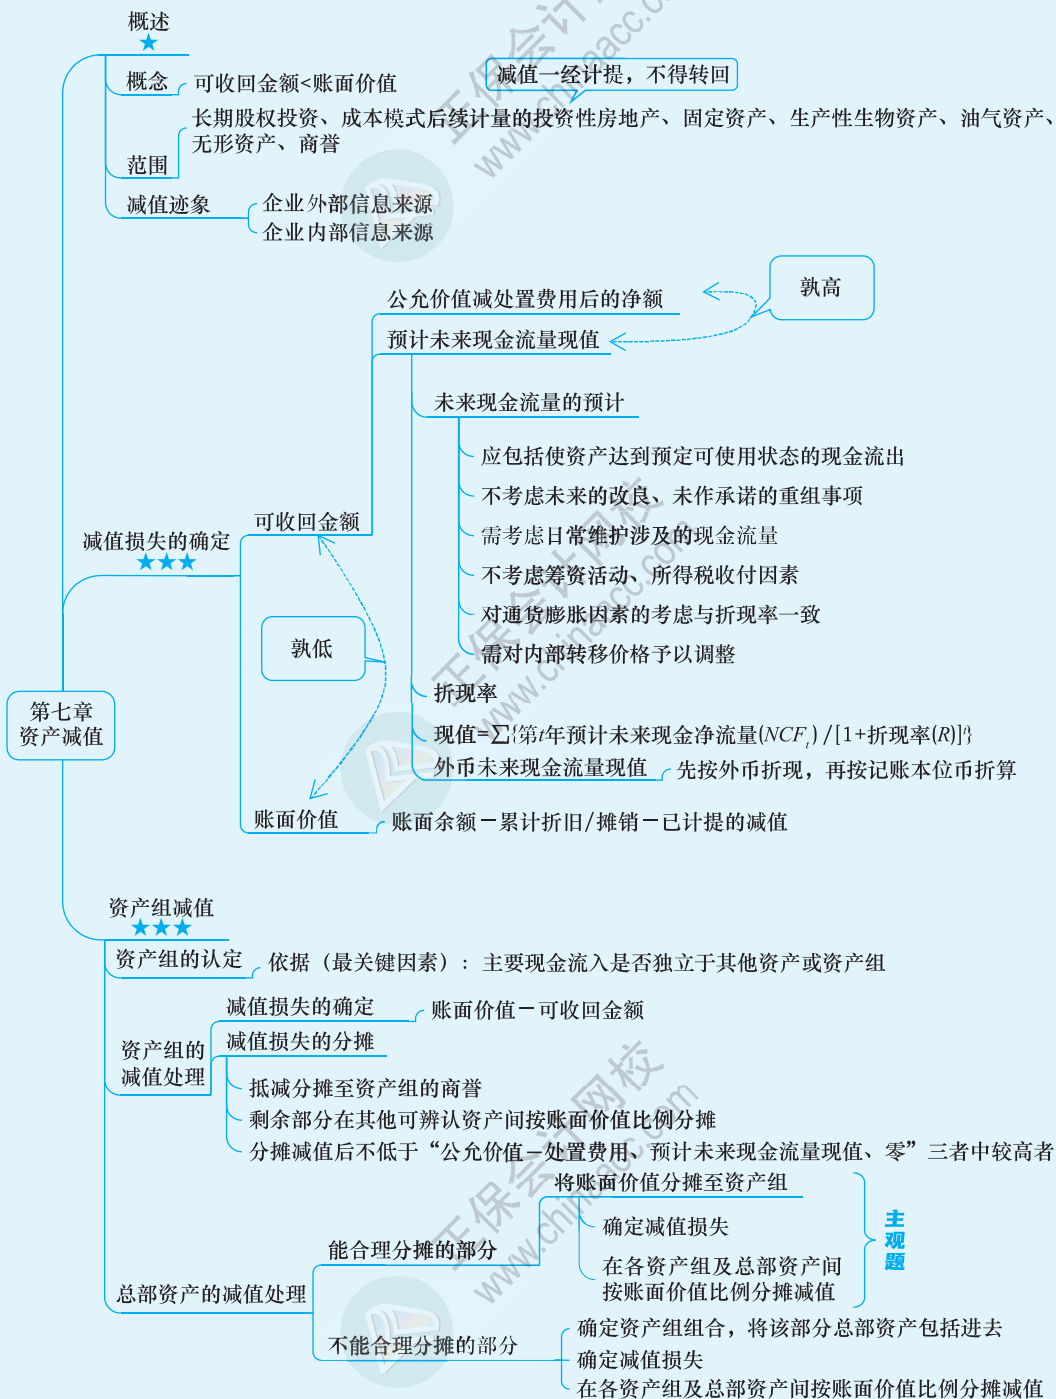 概述
★
概念
可收回金额<账面价值
减值一经计提，不得转回
长期股权投资、成本模式后续计量的投资性房地产、固定资产、生产性生物资产、油气资产、
无形资产、商誉
范围
减值迹象
企业外部信息来源
企业内部信息来源
孰高
公允价值减处置费用后的净额
预计未来现金流量现值
未来现金流量的预计
应包括使资产达到预定可使用状态的现金流出
不考虑未来的改良、未作承诺的重组事项
可收回金额
需考虑日常维护涉及的现金流量
减值损失的确定
★★★
不考虑筹资活动、所得税收付因素
对通货膨胀因素的考虑与折现率一致
孰低
需对内部转移价格予以调整
折现率
第七章
资产减值
现值=∑{第t年预计未来现金净流量(NCFt)/[1+折现率(R)]^t}
外币未来现金流量现值
先按外币折现，再按记账本位币折算
账面价值
账面余额－累计折旧/摊销－已计提的减值
资产组减值
★★★
资产组的认定
依据（最关键因素）：主要现金流入是否独立于其他资产或资产组
减值损失的确定
账面价值－可收回金额
减值损失的分摊
资产组的
减值处理
抵减分摊至资产组的商誉
剩余部分在其他可辨认资产间按账面价值比例分摊
分摊减值后不低于“公允价值－处置费用、预计未来现金流量现值、零”三者中较高者
将账面价值分摊至资产组
主观题
确定减值损失
能合理分摊的部分
在各资产组及总部资产间
按账面价值比例分摊减值
总部资产的减值处理
不能合理分摊的部分
确定资产组组合，将该部分总部资产包括进去
确定减值损失
在各资产组及总部资产间按账面价值比例分摊减值
正保会计网校
www.chinaacc.com
正保会计网校
www.chinaacc.com
正保会计网校
www.chinaacc.com